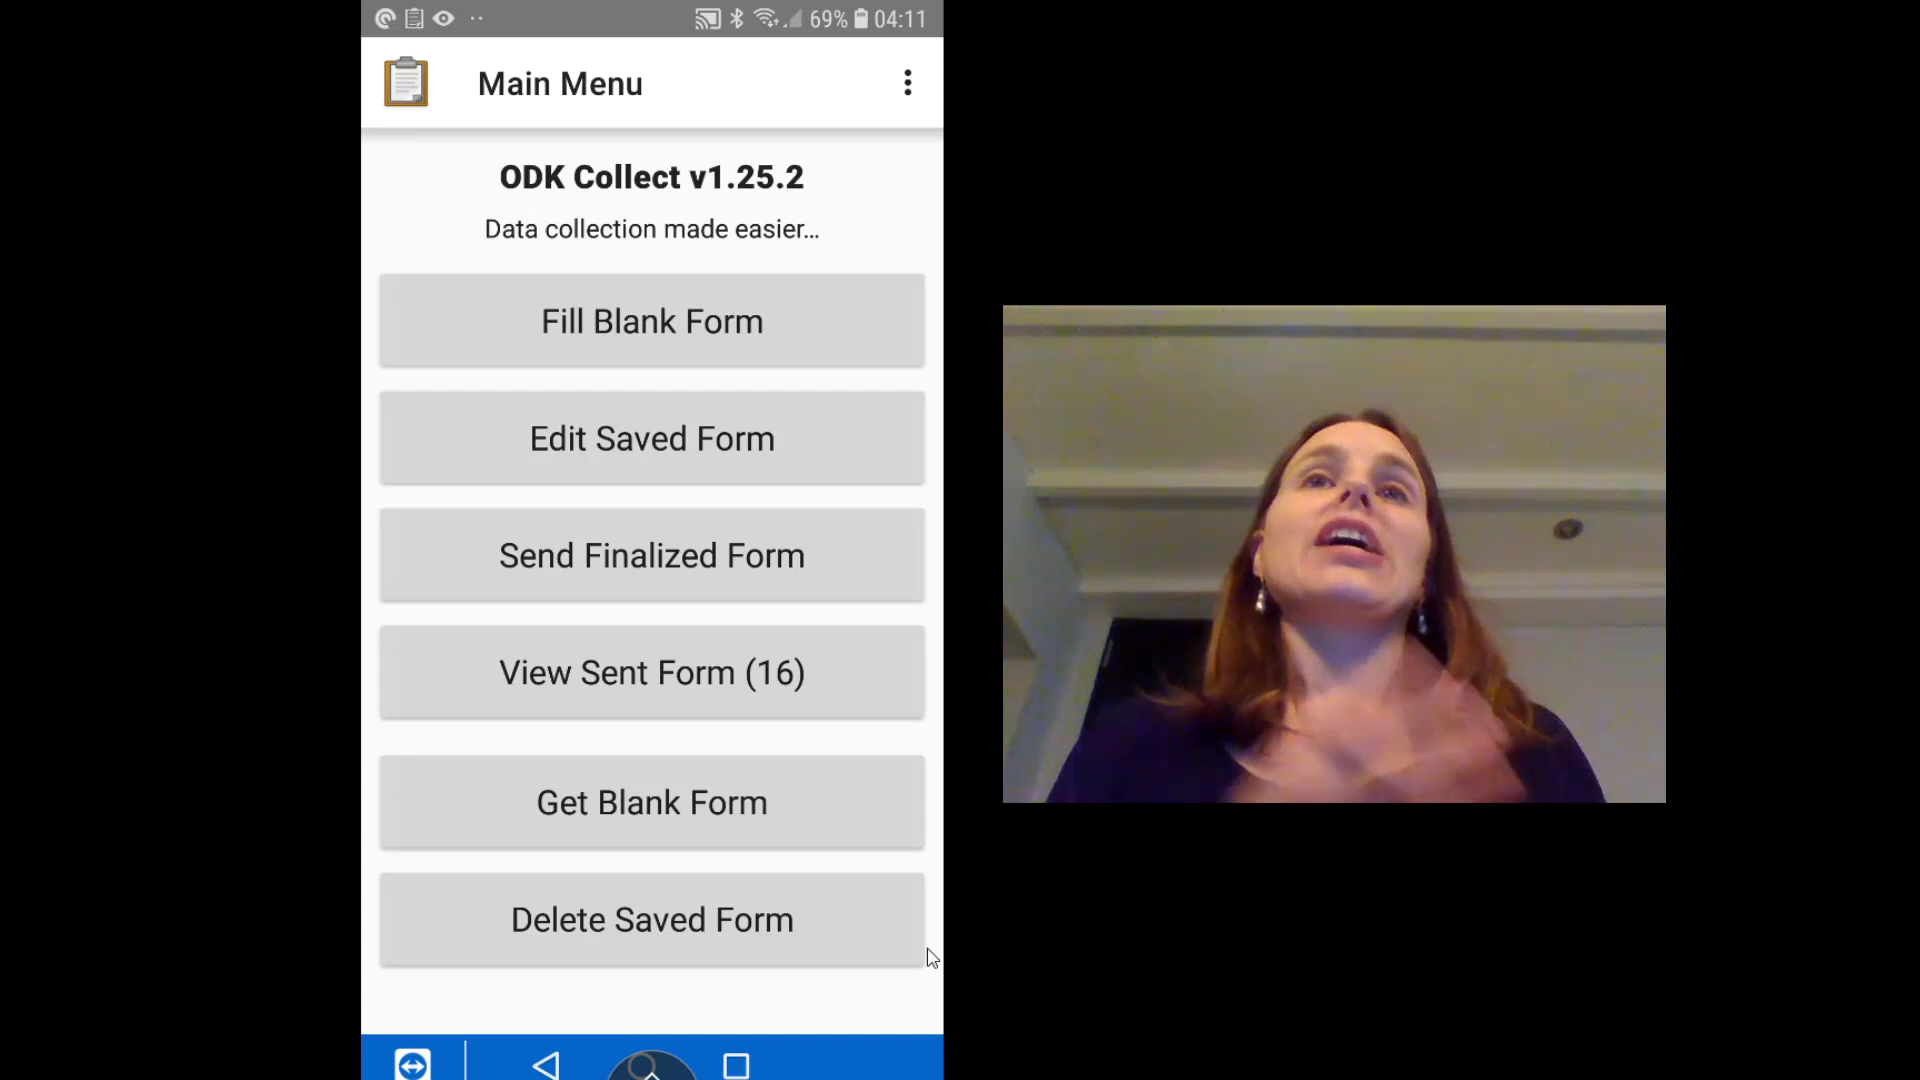 69% 04:11
Main Menu
ODK Collect v1.25.2
Data collection made easier...
Fill Blank Form
Edit Saved Form
Send Finalized Form
View Sent Form (16)
Get Blank Form
Delete Saved Form